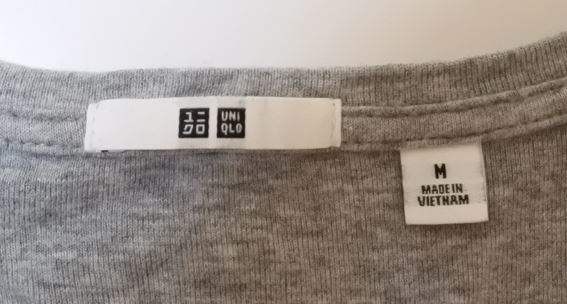 ユニ UNI
クロ QLO
M
MADE IN
VIETNAM